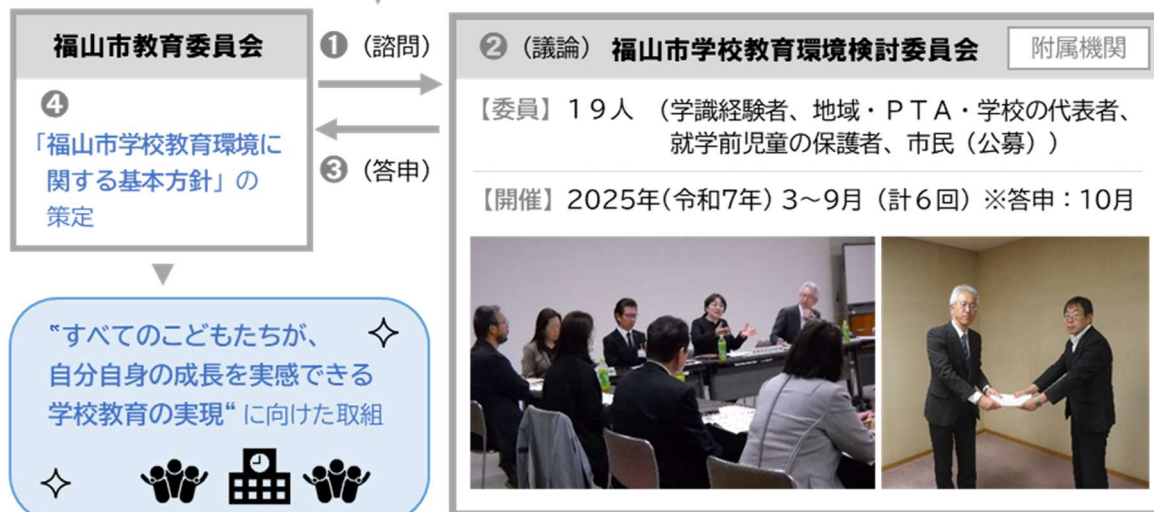 福山市教育委員会
❹
「福山市学校教育環境に
関する基本方針」の
策定
❶（諮問）
❸（答申）
❷（議論）福山市学校教育環境検討委員会
附属機関
【委員】19人（学識経験者、地域・ＰＴＡ・学校の代表者、
就学前児童の保護者、市民（公募））
【開催】2025年(令和7年) 3～9月（計6回）※答申：10月
〝すべてのこどもたちが、
自分自身の成長を実感できる
学校教育の実現“ に向けた取組